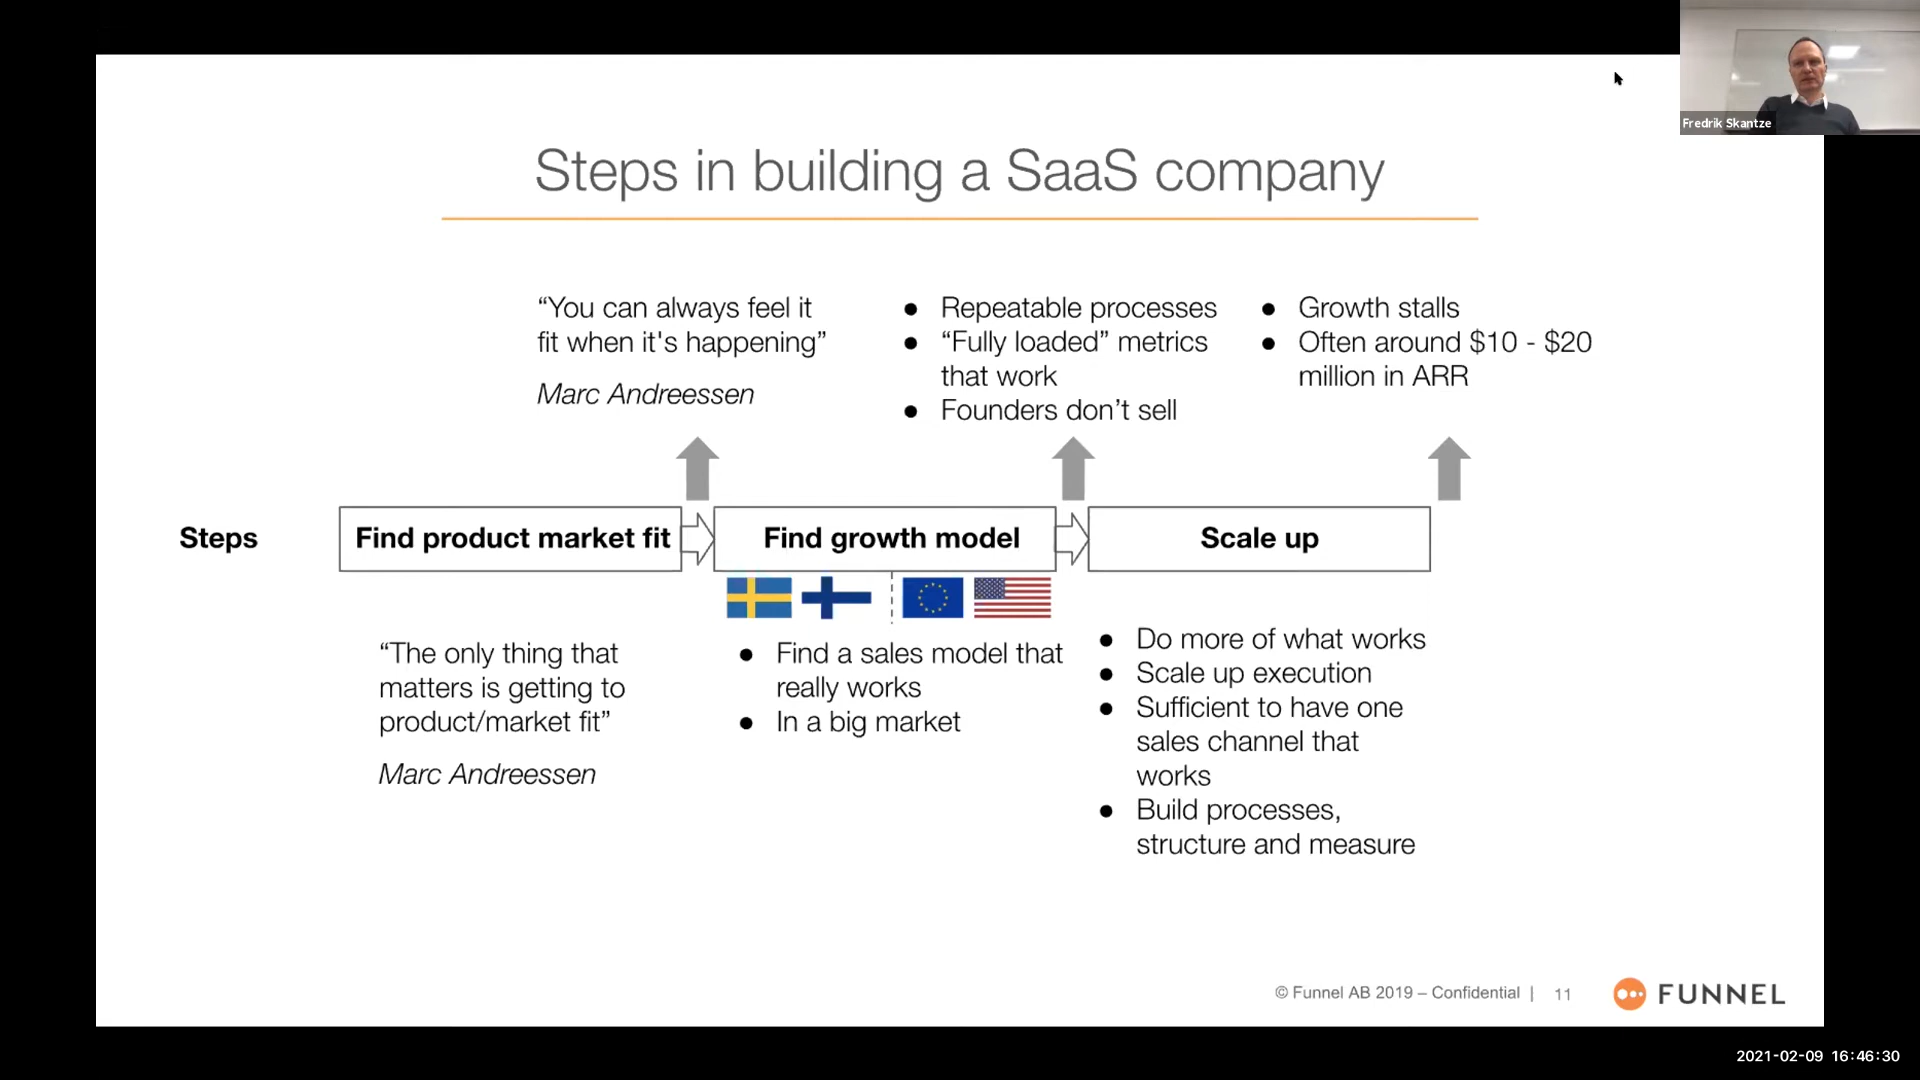 Fredrik Skantze
Steps in building a SaaS company
“You can always feel it
fit when it's happening”
Marc Andreessen
● Repeatable processes
● “Fully loaded” metrics
that work
● Founders don’t sell
● Growth stalls
● Often around $10 - $20
million in ARR
Steps
Find product market fit
Find growth model
Scale up
“The only thing that
matters is getting to
product/market fit”
Marc Andreessen
● Find a sales model that
really works
● In a big market
● Do more of what works
● Scale up execution
● Sufficient to have one
sales channel that
works
● Build processes,
structure and measure
© Funnel AB 2019 – Confidential | 11
FUNNEL
2021-02-09 16:46:30